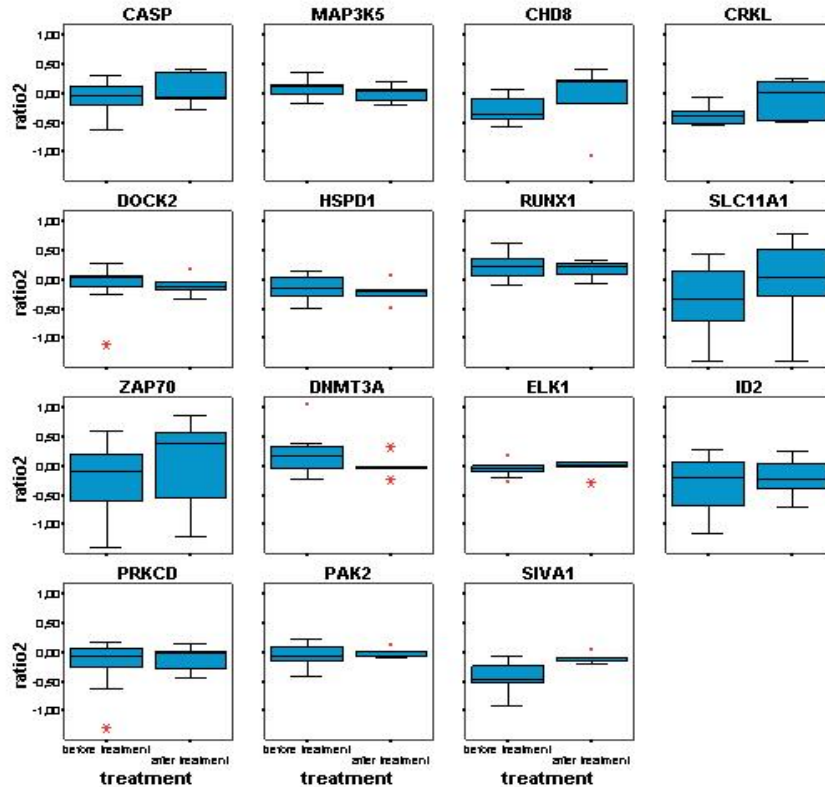 CASP MAP3K5 CHD8 CRKL
1,00
0,50
0,00
-0,50
-1,00
ratio2
DOCK2 HSPD1 RUNX1 SLC11A1
1,00
0,50
0,00
-0,50
-1,00
ratio2
ZAP70 DNMT3A ELK1 ID2
1,00
0,50
0,00
-0,50
-1,00
ratio2
PRKCD PAK2 SIVA1
1,00
0,50
0,00
-0,50
-1,00
ratio2
before treatment before treatment before treatment
after treatment after treatment after treatment
treatment treatment treatment